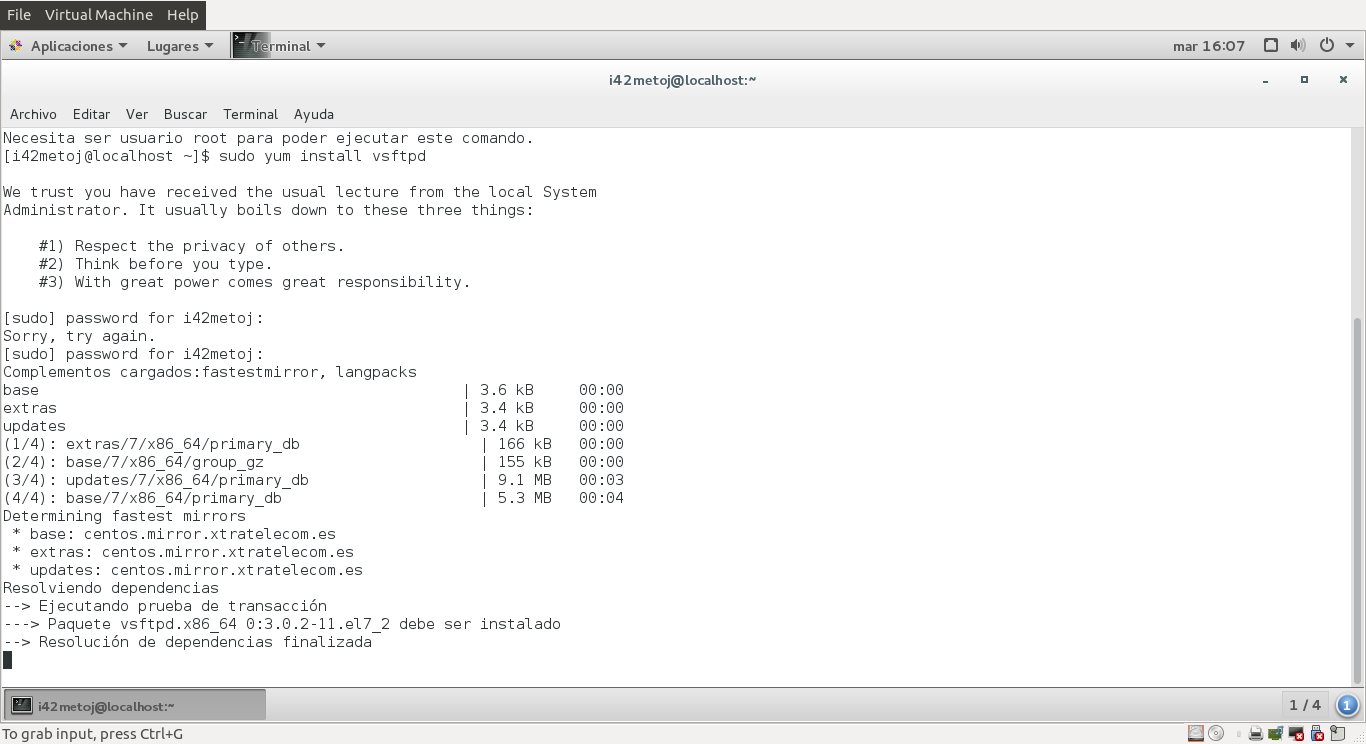 File Virtual Machine Help
Aplicaciones Lugares Terminal mar 16:07
i42metoj@localhost:~
Archivo Editar Ver Buscar Terminal Ayuda
Necesita ser usuario root para poder ejecutar este comando.
[i42metoj@localhost ~]$ sudo yum install vsftpd
We trust you have received the usual lecture from the local System
Administrator. It usually boils down to these three things:
#1) Respect the privacy of others.
#2) Think before you type.
#3) With great power comes great responsibility.
[sudo] password for i42metoj:
Sorry, try again.
[sudo] password for i42metoj:
Complementos cargados:fastestmirror, langpacks
base | 3.6 kB 00:00
extras | 3.4 kB 00:00
updates | 3.4 kB 00:00
(1/4): extras/7/x86_64/primary_db | 166 kB 00:00
(2/4): base/7/x86_64/group_gz | 155 kB 00:00
(3/4): updates/7/x86_64/primary_db | 9.1 MB 00:03
(4/4): base/7/x86_64/primary_db | 5.3 MB 00:04
Determining fastest mirrors
* base: centos.mirror.xtratelecom.es
* extras: centos.mirror.xtratelecom.es
* updates: centos.mirror.xtratelecom.es
Resolviendo dependencias
--> Ejecutando prueba de transacción
---> Paquete vsftpd.x86_64 0:3.0.2-11.el7_2 debe ser instalado
--> Resolución de dependencias finalizada
i42metoj@localhost:~ 1 / 4 1
To grab input, press Ctrl+G